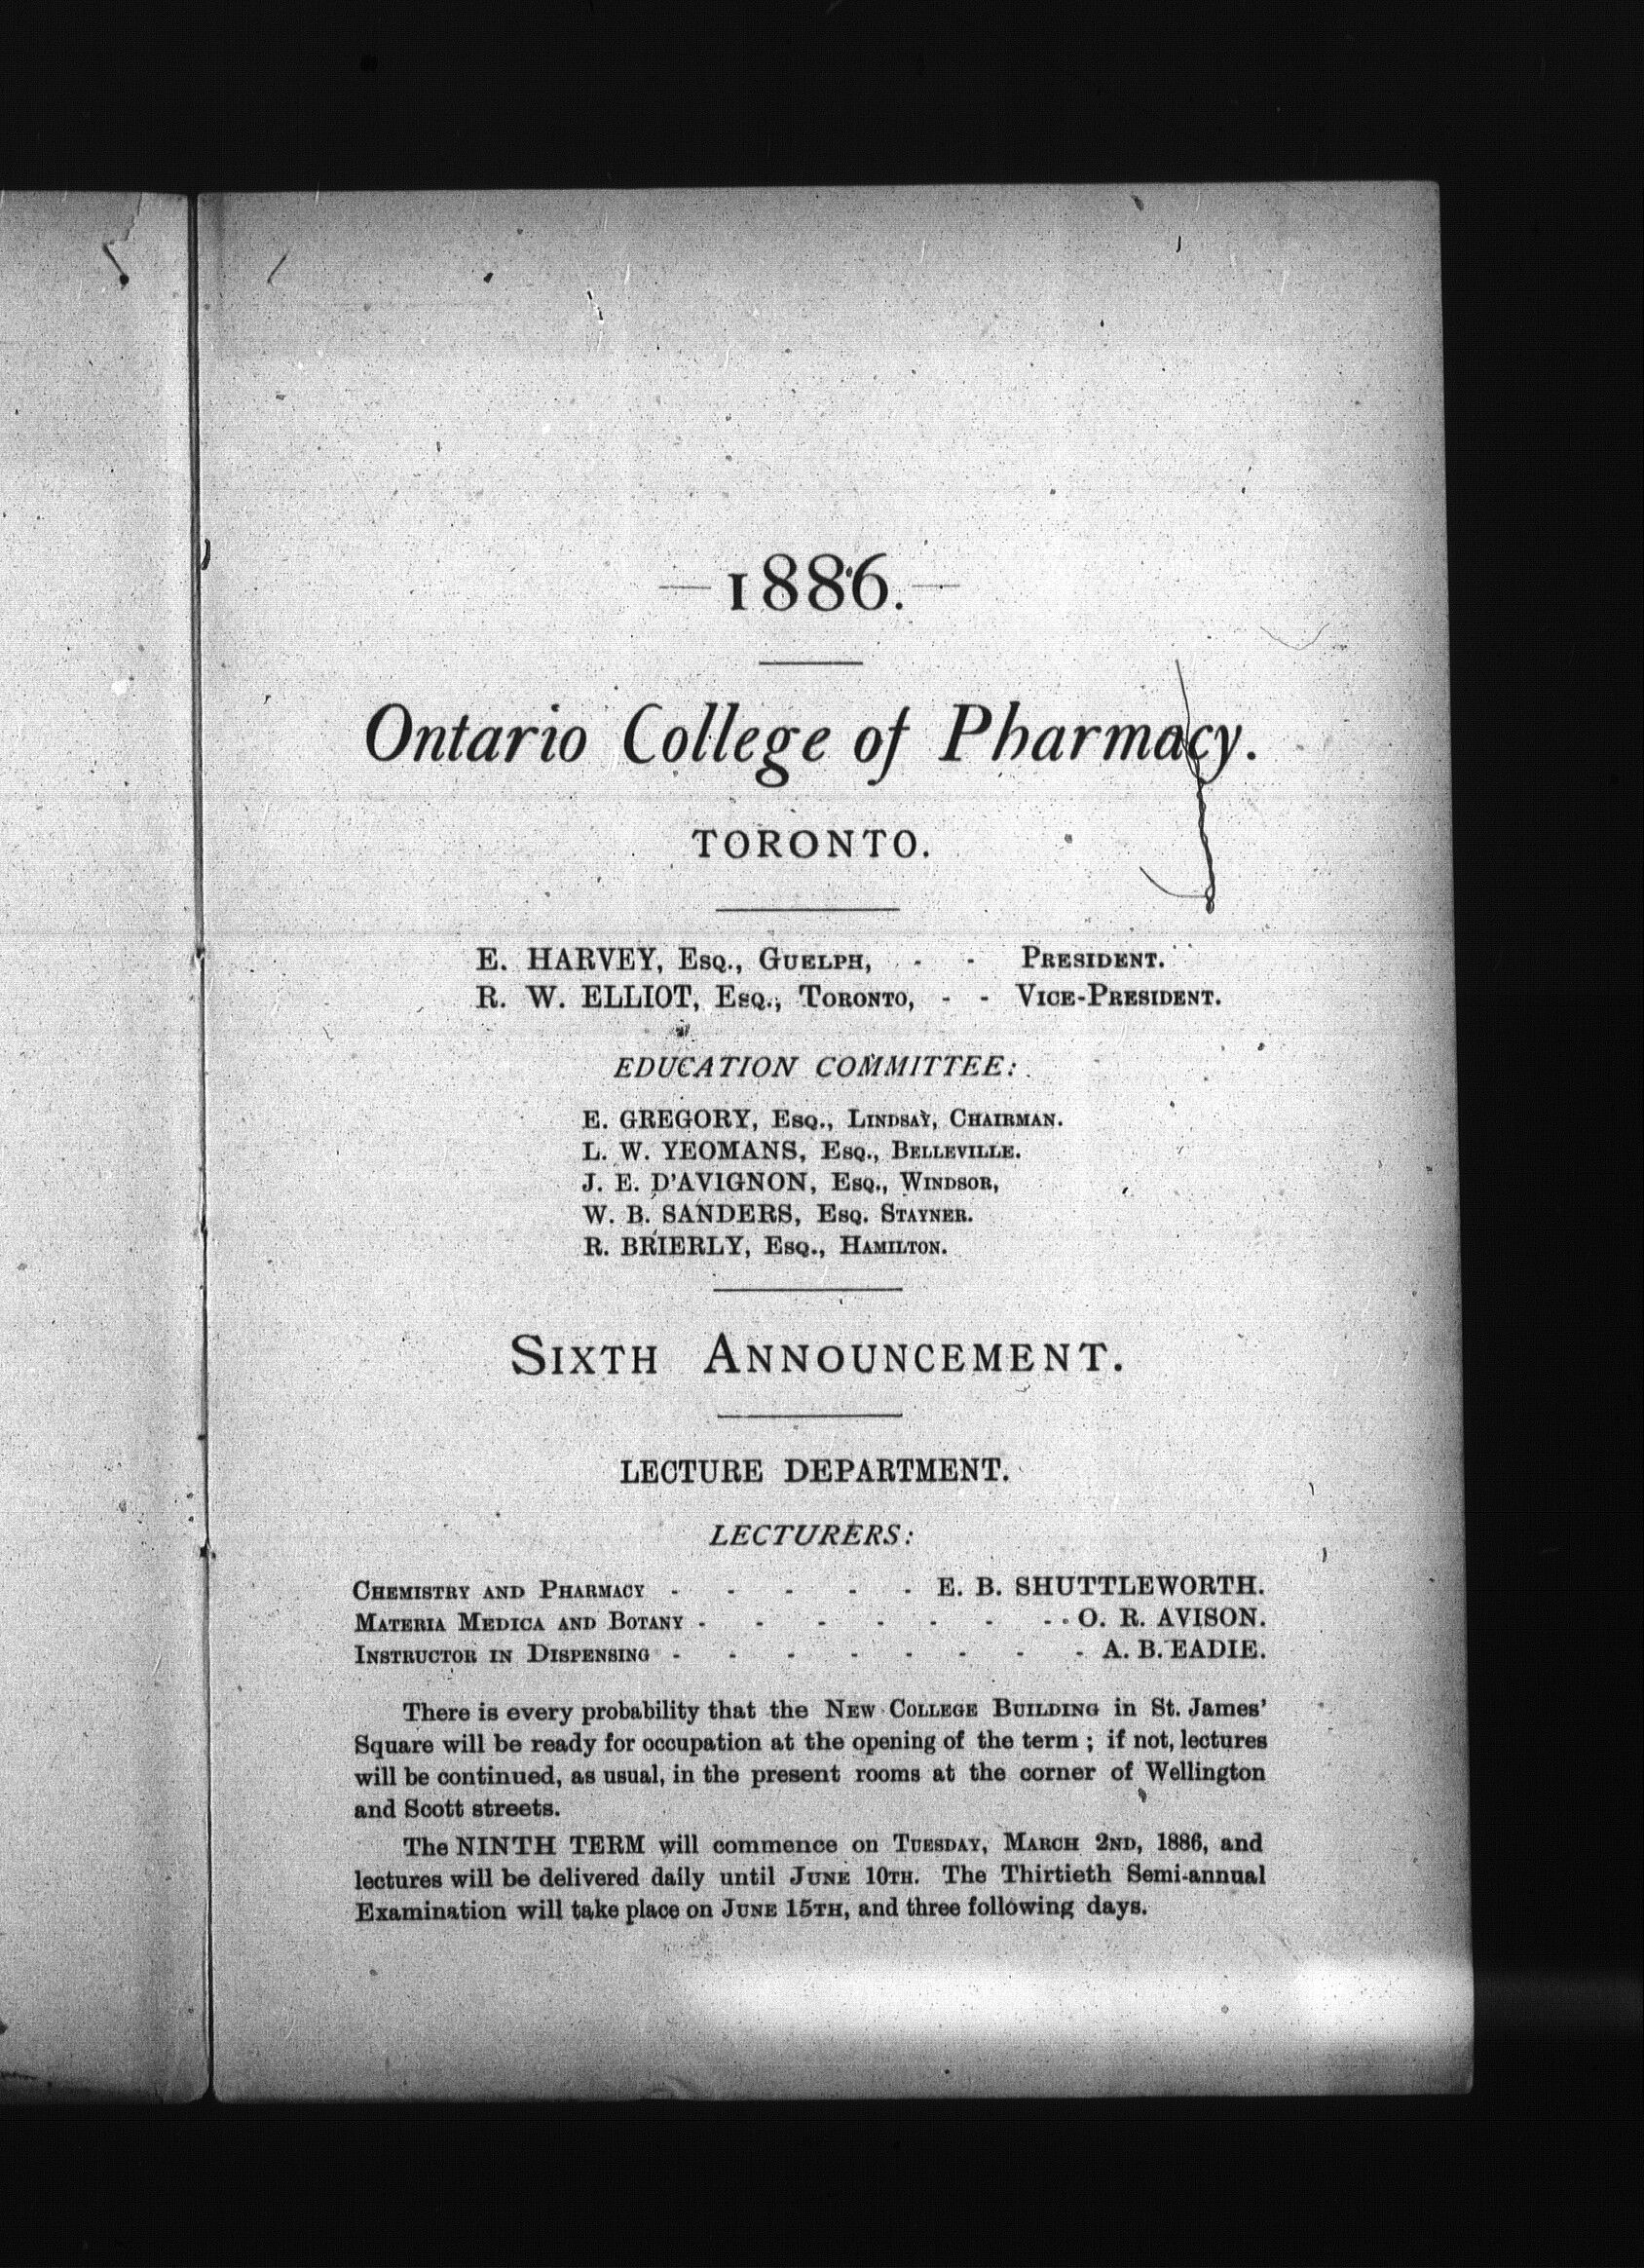 —1886.—
Ontario College of Pharmacy.
TORONTO.
E. HARVEY, Esq., Guelph, - - President.
R. W. ELLIOT, Esq., Toronto, - - Vice-President.
EDUCATION COMMITTEE:
E. GREGORY, Esq., Lindsay, Chairman.
L. W. YEOMANS, Esq., Belleville.
J. E. D'AVIGNON, Esq., Windsor,
W. B. SANDERS, Esq. Stayner.
R. BRIERLY, Esq., Hamilton.
Sixth Announcement.
LECTURE DEPARTMENT.
LECTURERS:
Chemistry and Pharmacy - - - - - E. B. SHUTTLEWORTH.
Materia Medica and Botany - - - - - - - - O. R. AVISON.
Instructor in Dispensing - - - - - - - - A. B. EADIE.
There is every probability that the New College Building in St. James'
Square will be ready for occupation at the opening of the term ; if not, lectures
will be continued, as usual, in the present rooms at the corner of Wellington
and Scott streets.
The NINTH TERM will commence on Tuesday, March 2nd, 1886, and
lectures will be delivered daily until June 10th. The Thirtieth Semi-annual
Examination will take place on June 15th, and three following days.